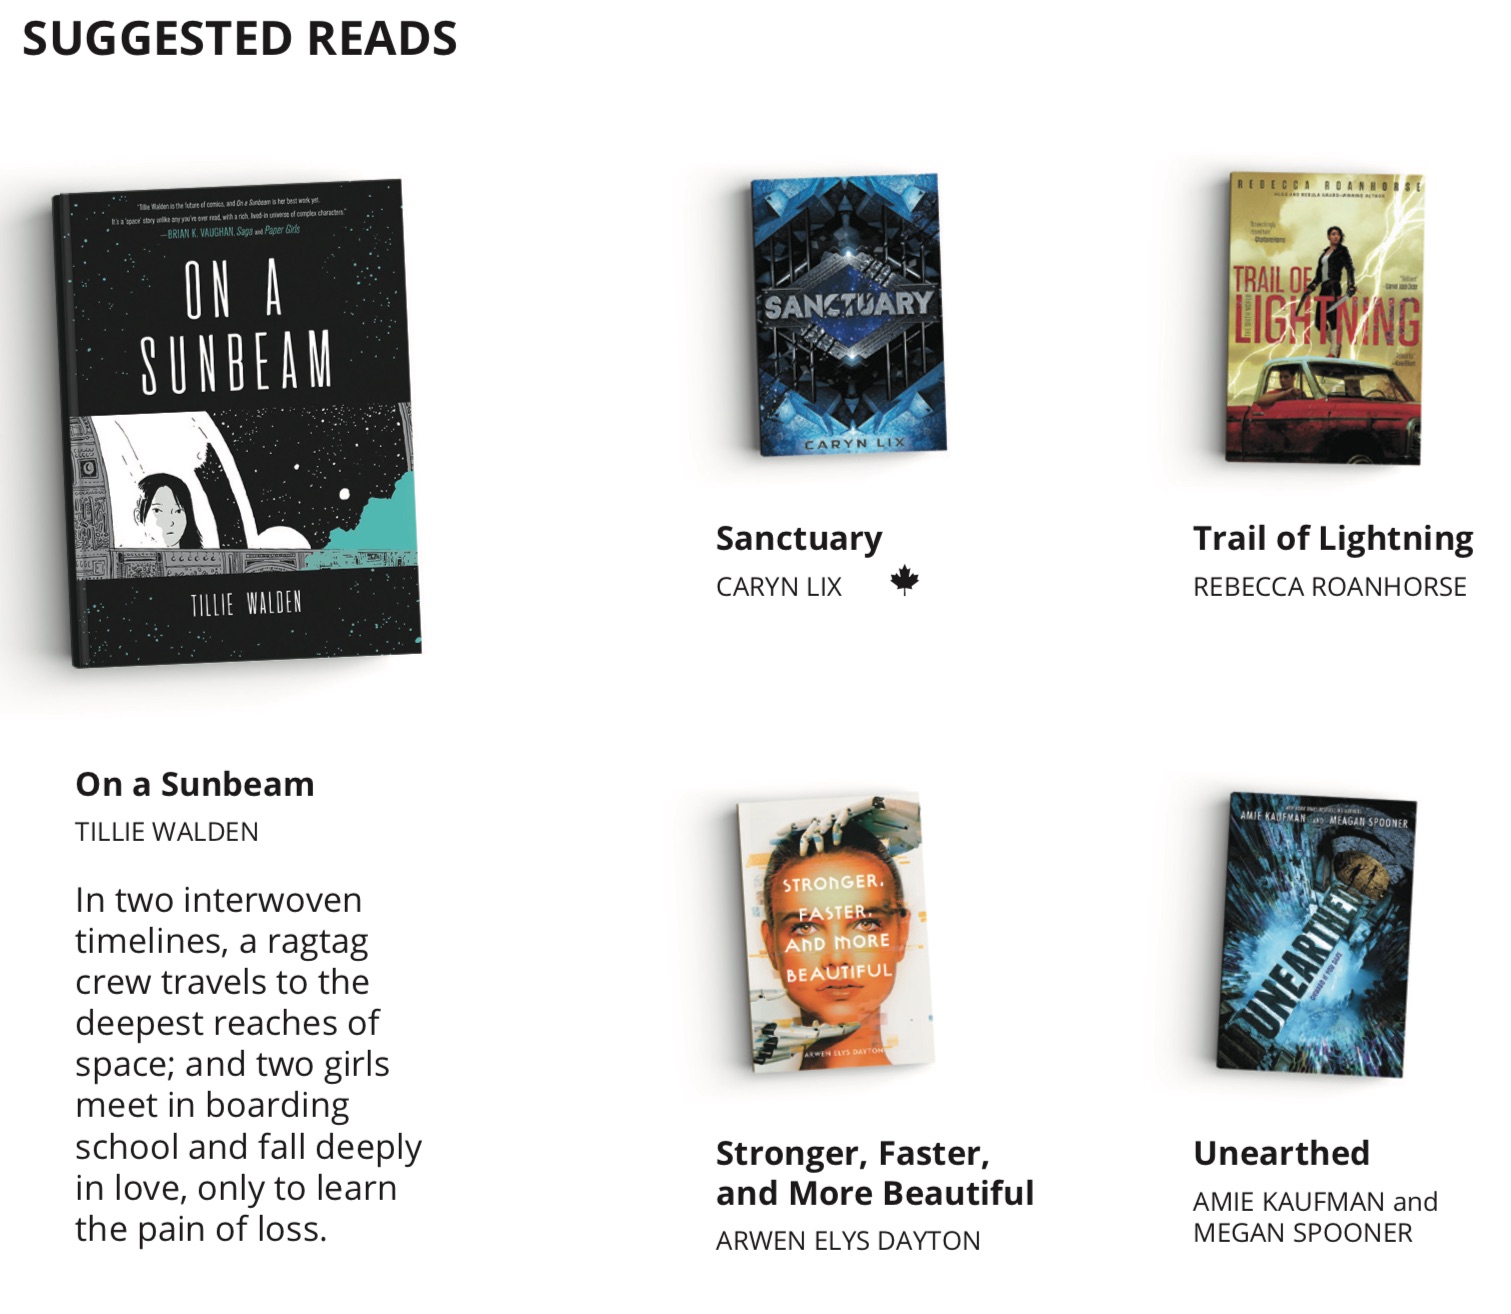 SUGGESTED READS
"Tillie Walden is the future of comics, and On a Sunbeam is her best work yet.
It's a 'space' story unlike any you've ever read, with a rich, lived-in universe of complex characters."
—BRIAN K. VAUGHAN, Saga and Paper Girls
ON A
SUNBEAM
TILLIE WALDEN
On a Sunbeam
TILLIE WALDEN
In two interwoven
timelines, a ragtag
crew travels to the
deepest reaches of
space; and two girls
meet in boarding
school and fall deeply
in love, only to learn
the pain of loss.
SANCTUARY
CARYN LIX
Sanctuary
CARYN LIX
REBECCA ROANHORSE
HUGO AND NEBULA AWARD–WINNING AUTHOR
TRAIL OF
LIGHTNING
Trail of Lightning
REBECCA ROANHORSE
STRONGER,
FASTER,
AND MORE
BEAUTIFUL
ARWEN ELYS DAYTON
Stronger, Faster,
and More Beautiful
ARWEN ELYS DAYTON
AMIE KAUFMAN AND MEAGAN SPOONER
UNEARTHED
Unearthed
AMIE KAUFMAN and
MEGAN SPOONER